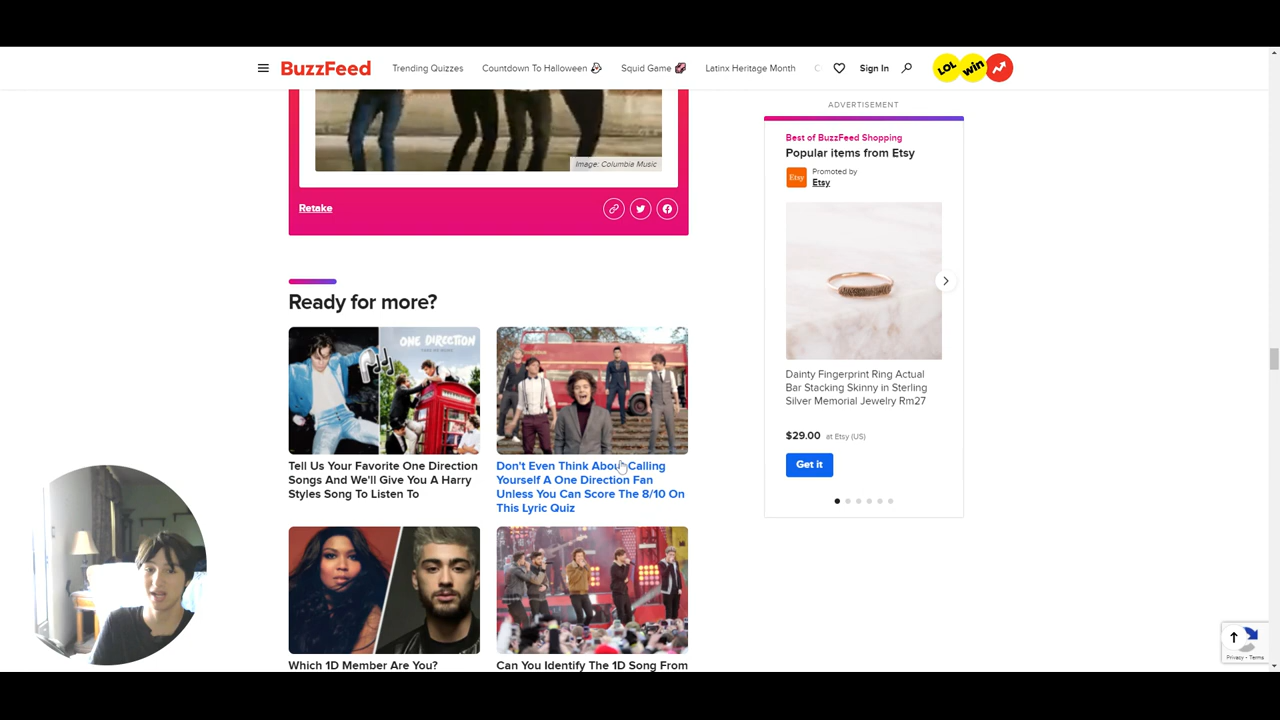 BuzzFeed
Trending Quizzes
Countdown To Halloween
Squid Game
Latinx Heritage Month
Sign In
LOL
win
ADVERTISEMENT
Image: Columbia Music
Retake
Best of BuzzFeed Shopping
Popular items from Etsy
Etsy
Promoted by
Etsy
Dainty Fingerprint Ring Actual
Bar Stacking Skinny in Sterling
Silver Memorial Jewelry Rm27
$29.00 at Etsy (US)
Get it
Ready for more?
ONE DIRECTION
Tell Us Your Favorite One Direction
Songs And We'll Give You A Harry
Styles Song To Listen To
Don't Even Think About Calling
Yourself A One Direction Fan
Unless You Can Score The 8/10 On
This Lyric Quiz
Which 1D Member Are You?
Can You Identify The 1D Song From
Privacy - Terms